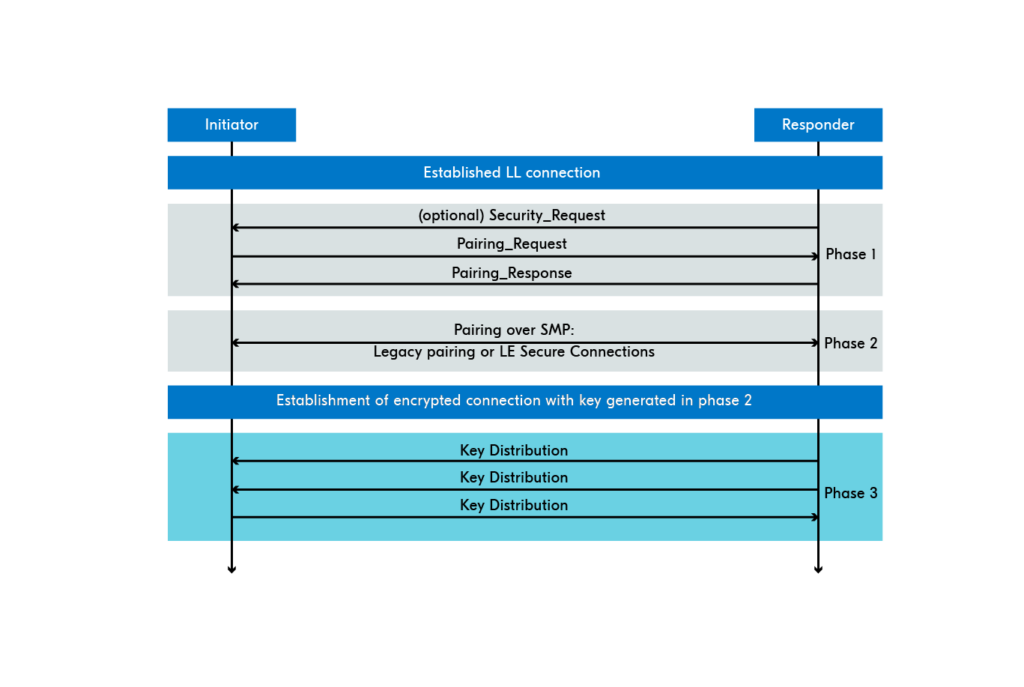 Initiator
Responder
Established LL connection
(optional) Security_Request
Pairing_Request
Phase 1
Pairing_Response
Pairing over SMP:
Phase 2
Legacy pairing or LE Secure Connections
Establishment of encrypted connection with key generated in phase 2
Key Distribution
Key Distribution
Phase 3
Key Distribution